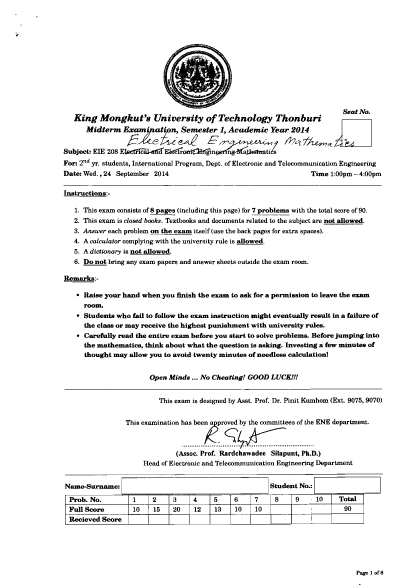 Seat No.
King Mongkut's University of Technology Thonburi
Midterm Examination, Semester 1, Academic Year 2014
Electrical Engineering Mathematics
Subject: EIE 208 Electrical and Electronic Engineering Mathematics
For: 2nd yr. students, International Program, Dept. of Electronic and Telecommunication Engineering
Date: Wed. , 24 September 2014 Time 1:00pm – 4:00pm
Instructions:-
1. This exam consists of 8 pages (including this page) for 7 problems with the total score of 90.
2. This exam is closed books. Textbooks and documents related to the subject are not allowed.
3. Answer each problem on the exam itself (use the back pages for extra spaces).
4. A calculator complying with the university rule is allowed.
5. A dictionary is not allowed.
6. Do not bring any exam papers and answer sheets outside the exam room.
Remarks:-
• Raise your hand when you finish the exam to ask for a permission to leave the exam
room.
• Students who fail to follow the exam instruction might eventually result in a failure of
the class or may receive the highest punishment with university rules.
• Carefully read the entire exam before you start to solve problems. Before jumping into
the mathematics, think about what the question is asking. Investing a few minutes of
thought may allow you to avoid twenty minutes of needless calculation!
Open Minds ... No Cheating! GOOD LUCK!!!
This exam is designed by Asst. Prof. Dr. Pinit Kumhom (Ext. 9075, 9070)
This examination has been approved by the committees of the ENE department.
(Assoc. Prof. Rardchawadee Silapunt, Ph.D.)
Head of Electronic and Telecommunication Engineering Department
Name-Surname: Student No.:
Prob. No. 1 2 3 4 5 6 7 8 9 10 Total
Full Score 10 15 20 12 13 10 10 90
Recieved Score
Page 1 of 8